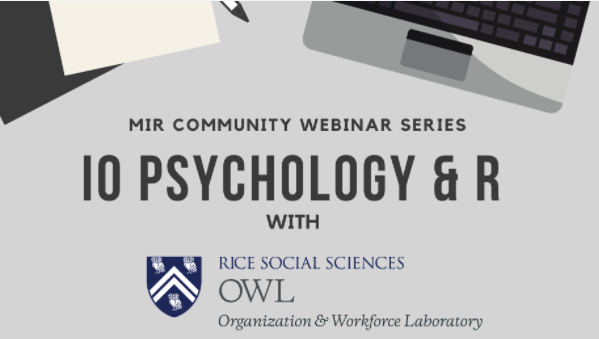 MIR COMMUNITY WEBINAR SERIES
IO PSYCHOLOGY & R
WITH
RICE SOCIAL SCIENCES
OWL
Organization & Workforce Laboratory